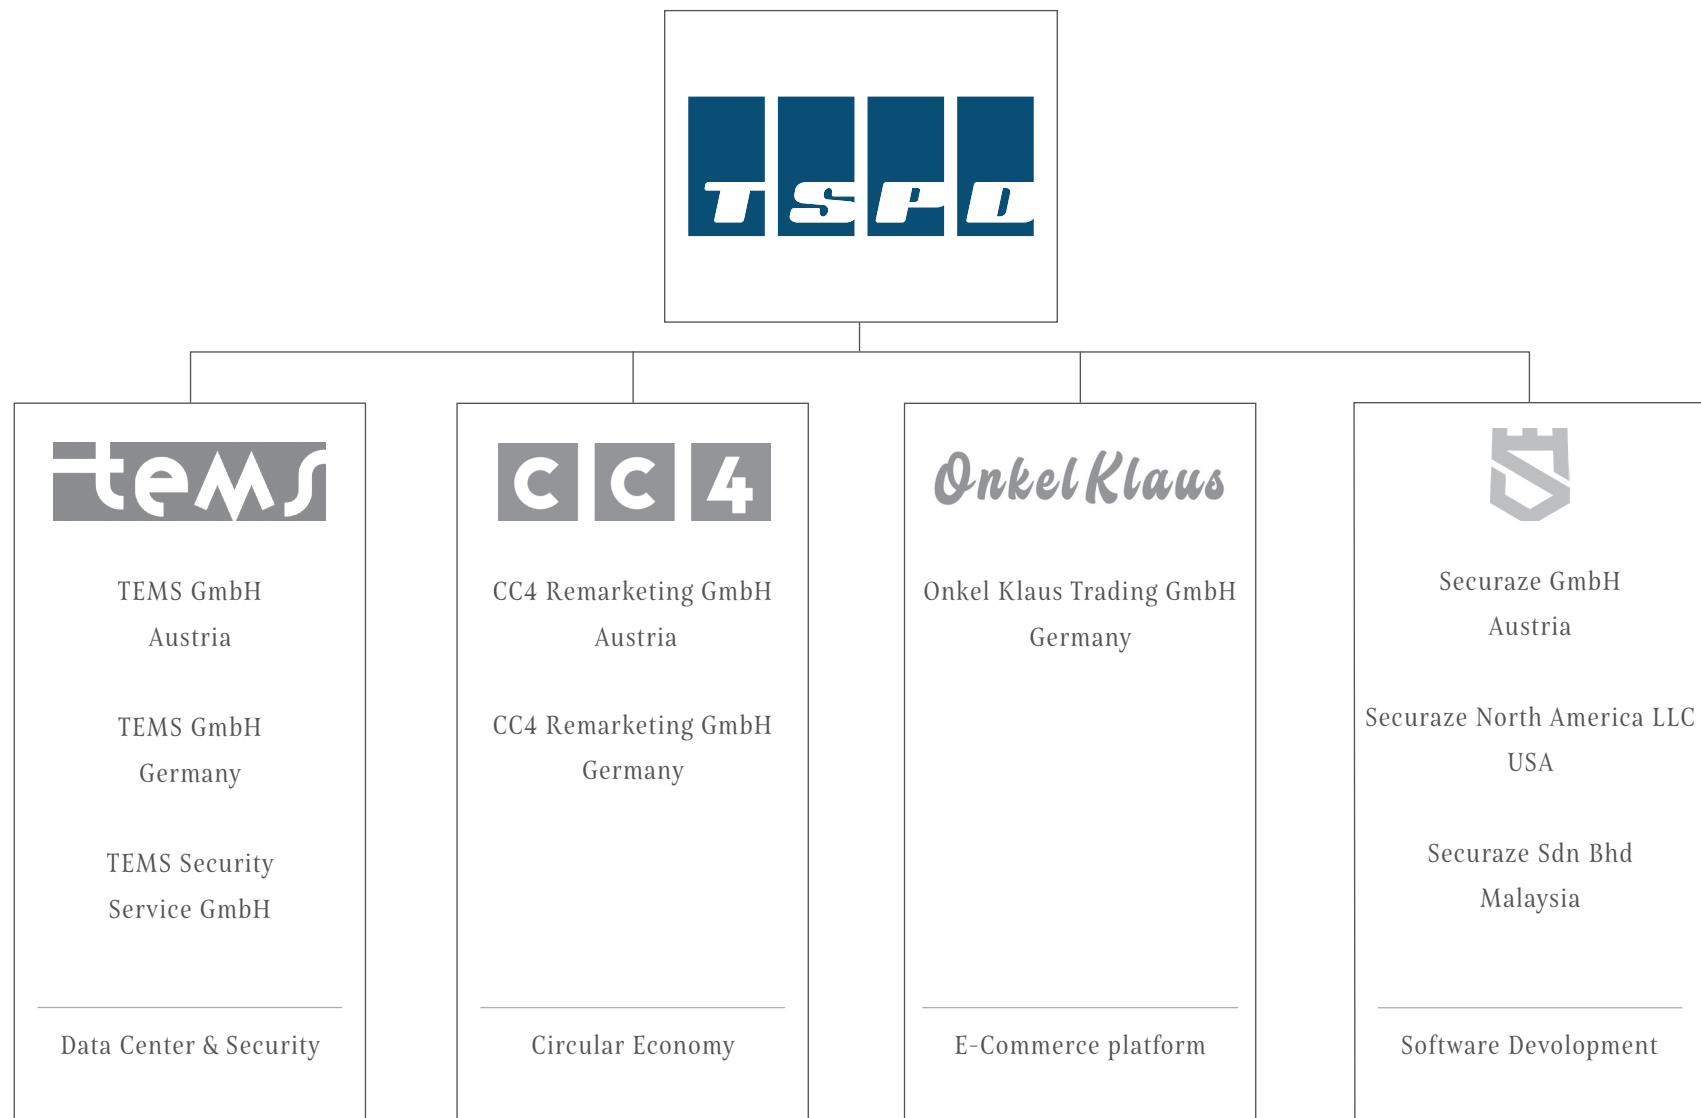 TSPD
tems
TEMS GmbH
Austria
TEMS GmbH
Germany
TEMS Security
Service GmbH
Data Center & Security
CC4
CC4 Remarketing GmbH
Austria
CC4 Remarketing GmbH
Germany
Circular Economy
Onkel Klaus
Onkel Klaus Trading GmbH
Germany
E-Commerce platform
S
Securaze GmbH
Austria
Securaze North America LLC
USA
Securaze Sdn Bhd
Malaysia
Software Devolopment